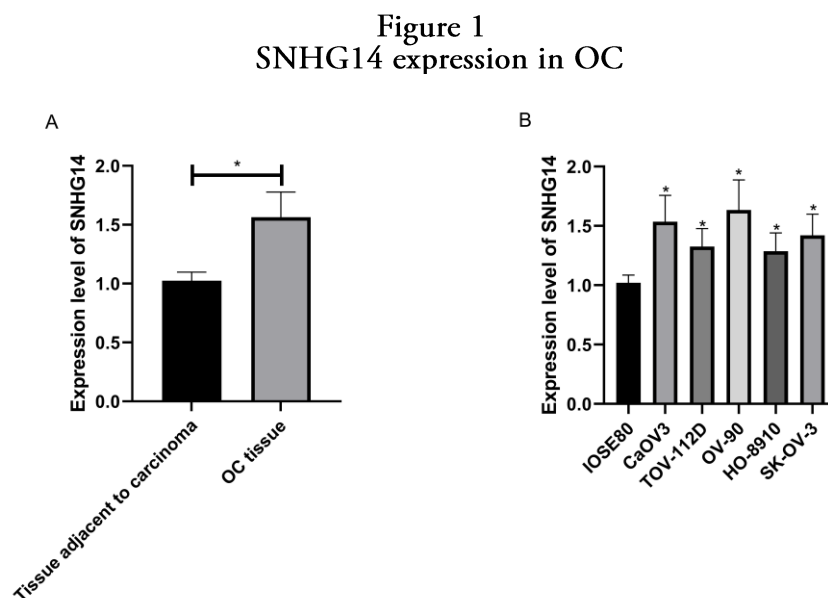 Figure 1
SNHG14 expression in OC
A
Expression level of SNHG14
2.0
1.5
1.0
0.5
0.0
*
Tissue adjacent to carcinoma
OC tissue
B
Expression level of SNHG14
2.0
1.5
1.0
0.5
0.0
*
*
*
*
*
IOSE80
CaOV3
TOV-112D
OV-90
HO-8910
SK-OV-3